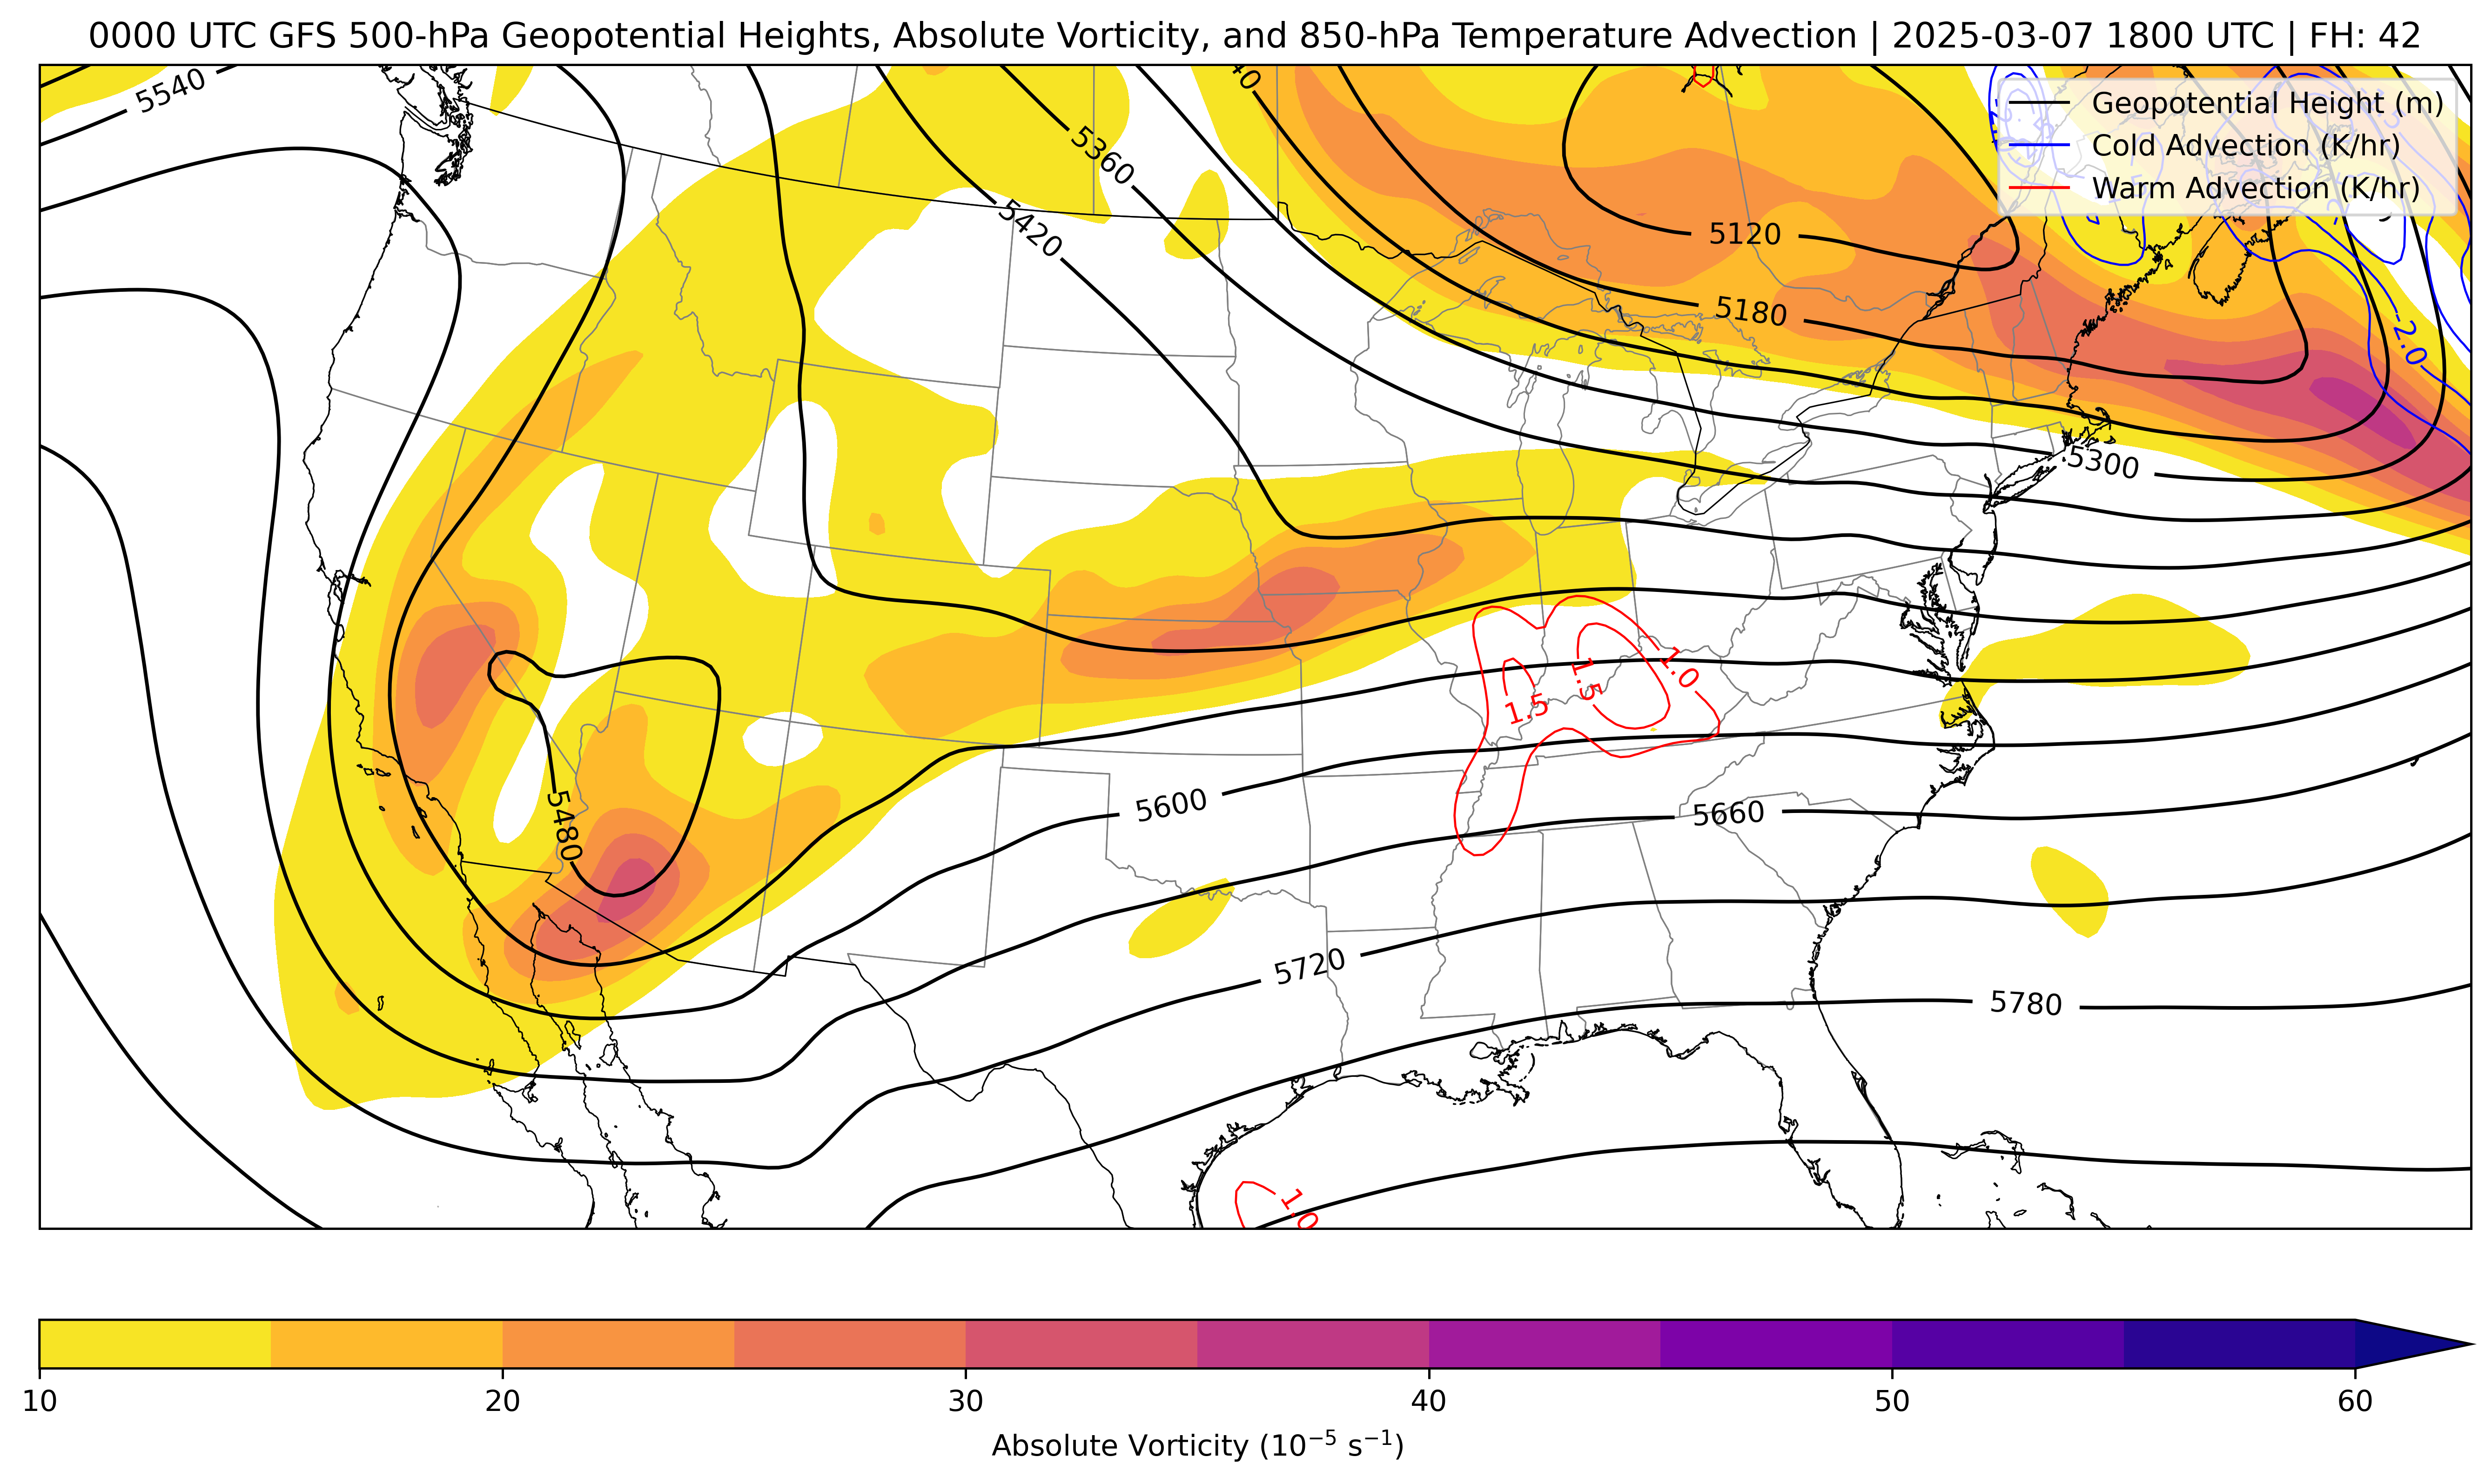 0000 UTC GFS 500-hPa Geopotential Heights, Absolute Vorticity, and 850-hPa Temperature Advection | 2025-03-07 1800 UTC | FH: 42
5540
40
Geopotential Height (m)
Cold Advection (K/hr)
Warm Advection (K/hr)
5360
5420
5120
5180
-2.0
5300
1.0
1.5
1.5
5480
5600
5660
5720
5780
1.0
10 20 30 40 50 60
Absolute Vorticity (10⁻⁵ s⁻¹)